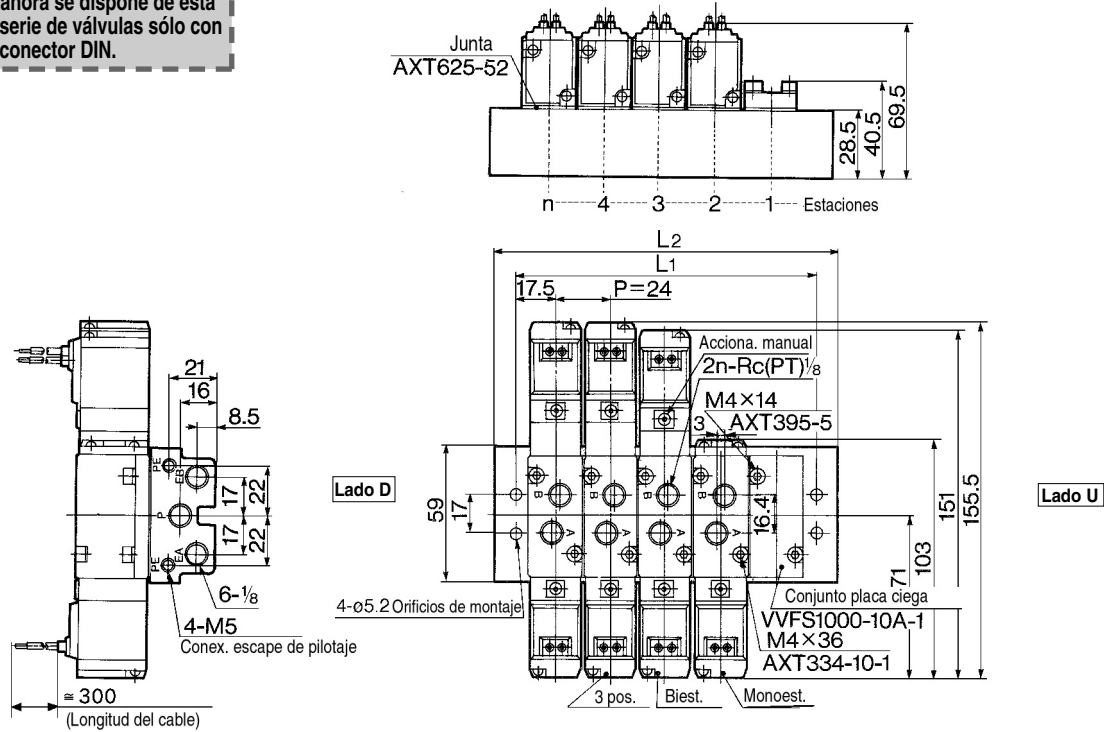 ahora se dispone de esta
serie de válvulas sólo con
conector DIN.
Junta
AXT625-52
28.5
40.5
69.5
n 4 3 2 1 Estaciones
L2
L1
17.5 P=24
Acciona. manual
2n-Rc(PT)1/8
M4×14
3 AXT395-5
21
16
8.5
PE
EB
P
EA
PE
17
22
17
22
6-1/8
4-M5
Conex. escape de pilotaje
≅300
(Longitud del cable)
Lado D
59
17
B B B B
A A A A
16.4
71
103
151
155.5
Lado U
4-ø5.2 Orificios de montaje
Conjunto placa ciega
VVFS1000-10A-1
M4×36
AXT334-10-1
3 pos. Biest. Monoest.